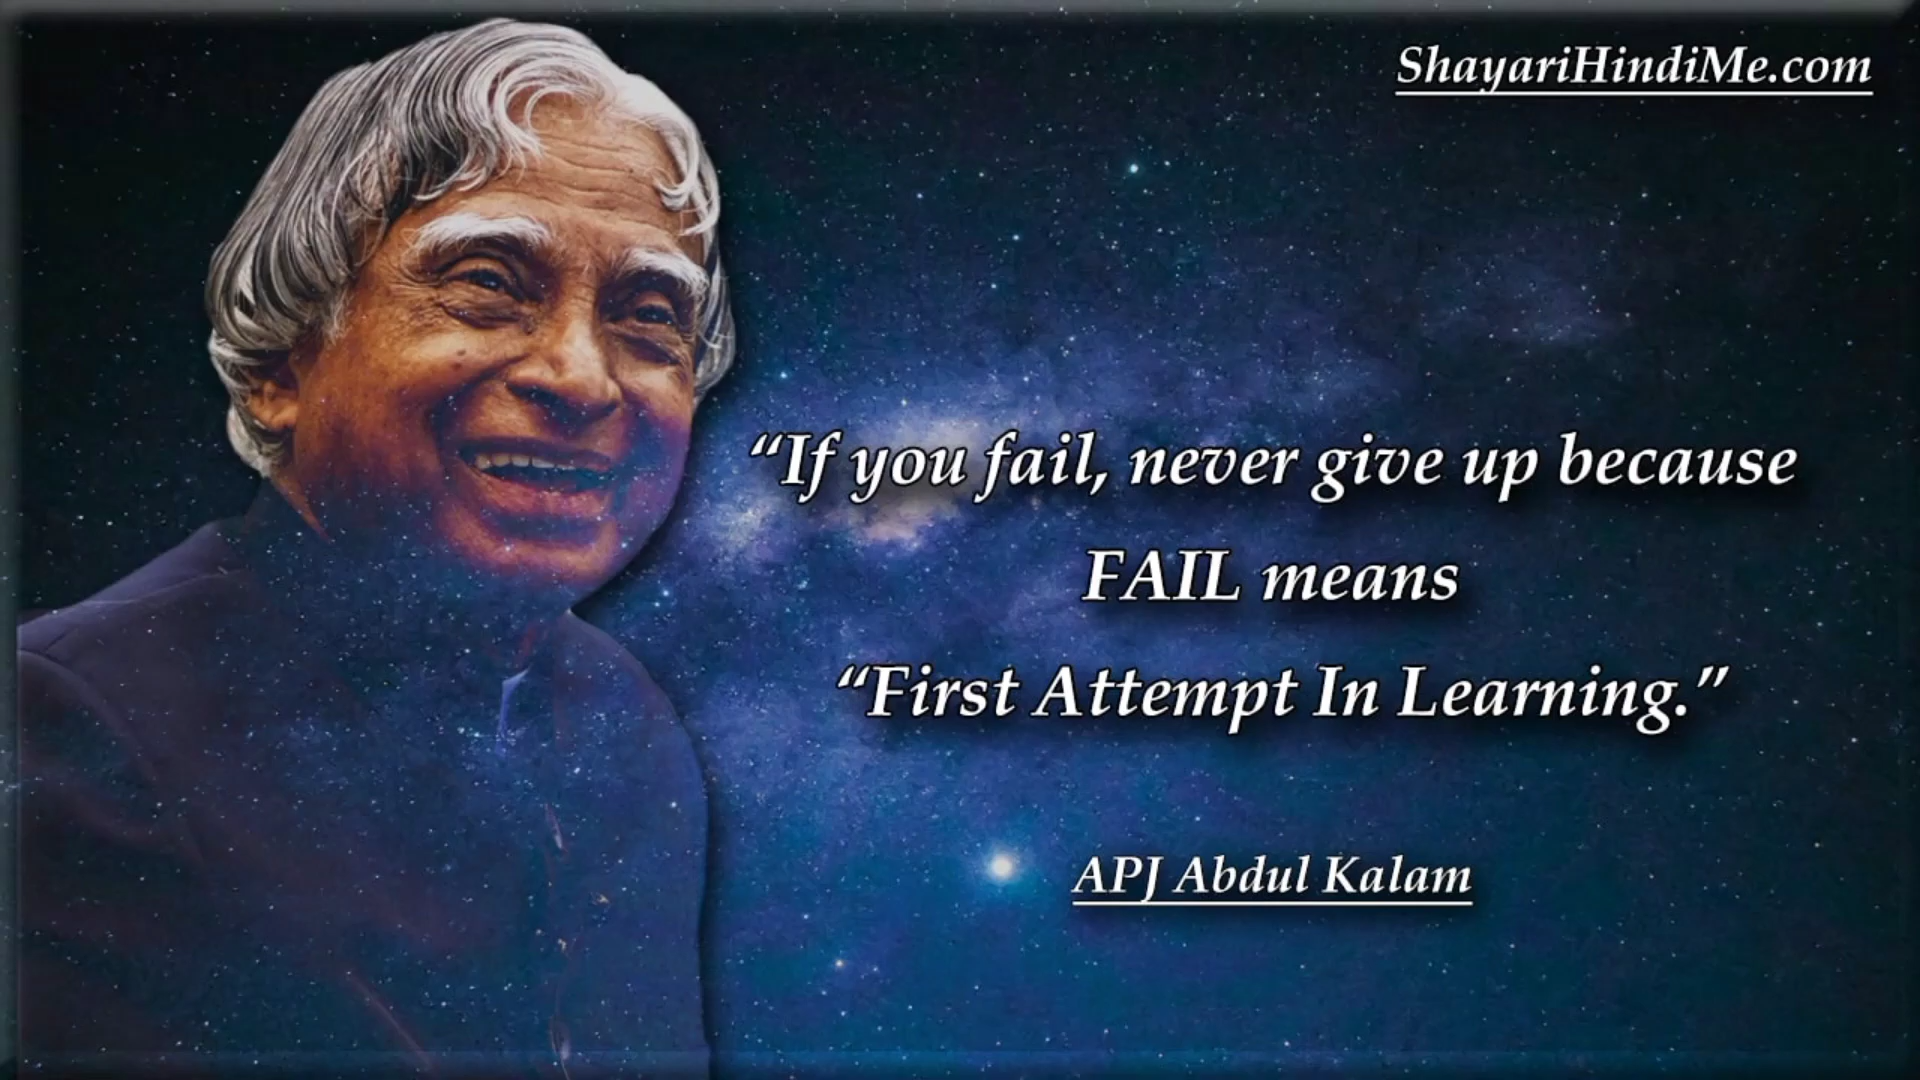 ShayariHindiMe.com
“If you fail, never give up because
FAIL means
“First Attempt In Learning.”
APJ Abdul Kalam